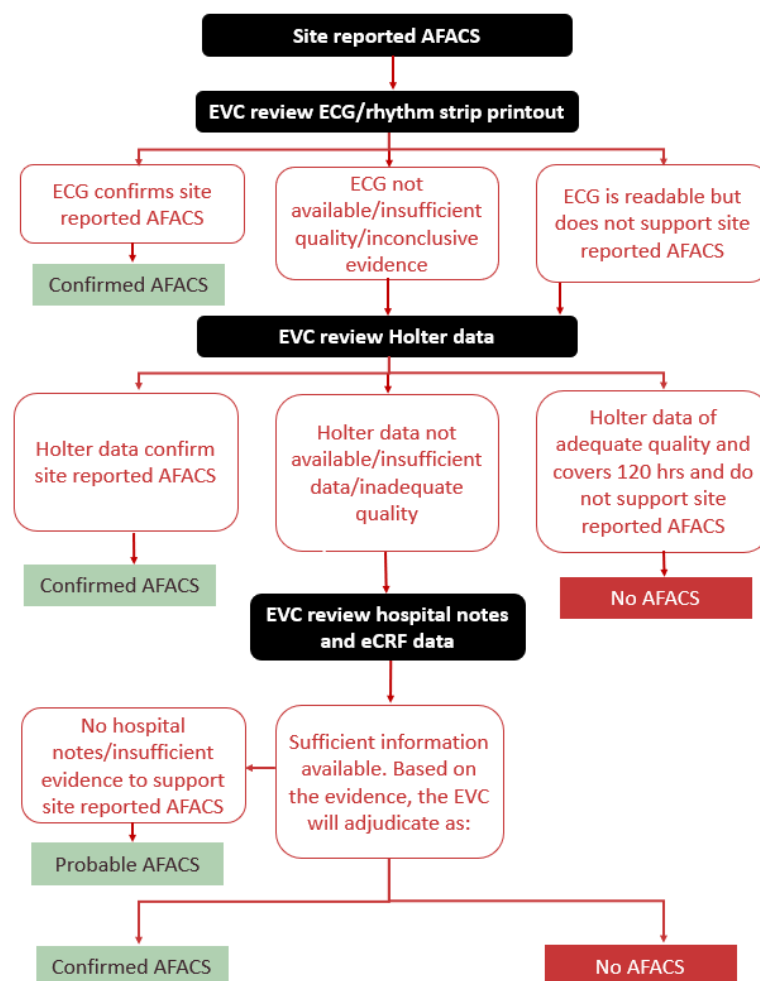 Site reported AFACS
EVC review ECG/rhythm strip printout
ECG confirms site
reported AFACS
ECG not
available/insufficient
quality/inconclusive
evidence
ECG is readable but
does not support site
reported AFACS
Confirmed AFACS
EVC review Holter data
Holter data confirm
site reported AFACS
Holter data not
available/insufficient
data/inadequate
quality
Holter data of
adequate quality and
covers 120 hrs and do
not support site
reported AFACS
Confirmed AFACS
No AFACS
EVC review hospital notes
and eCRF data
No hospital
notes/insufficient
evidence to support
site reported AFACS
Sufficient information
available. Based on
the evidence, the EVC
will adjudicate as:
Probable AFACS
Confirmed AFACS
No AFACS